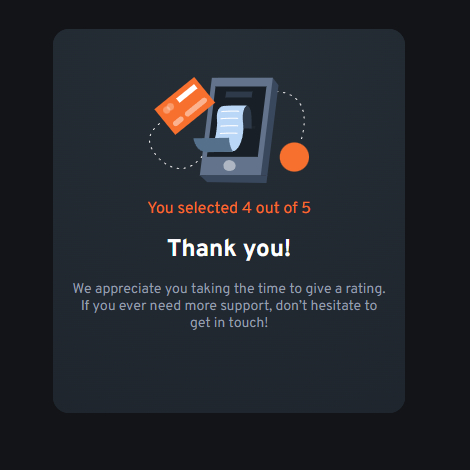 You selected 4 out of 5
Thank you!
We appreciate you taking the time to give a rating.
If you ever need more support, don't hesitate to
get in touch!